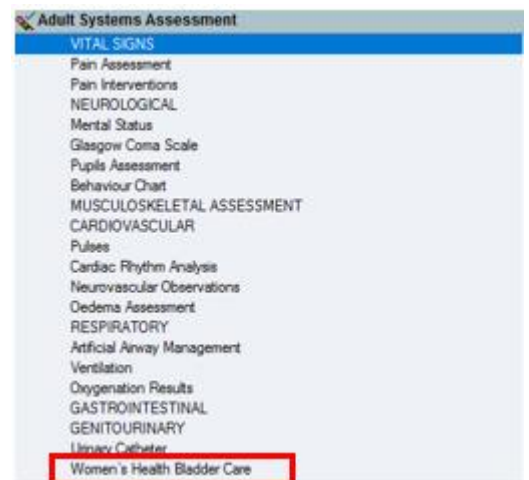 Adult Systems Assessment
VITAL SIGNS
Pain Assessment
Pain Interventions
NEUROLOGICAL
Mental Status
Glasgow Coma Scale
Pupils Assessment
Behaviour Chart
MUSCULOSKELETAL ASSESSMENT
CARDIOVASCULAR
Pulses
Cardiac Rhythm Analysis
Neurovascular Observations
Oedema Assessment
RESPIRATORY
Artificial Airway Management
Ventilation
Oxygenation Results
GASTROINTESTINAL
GENITOURINARY
Urinary Catheter
Women's Health Bladder Care